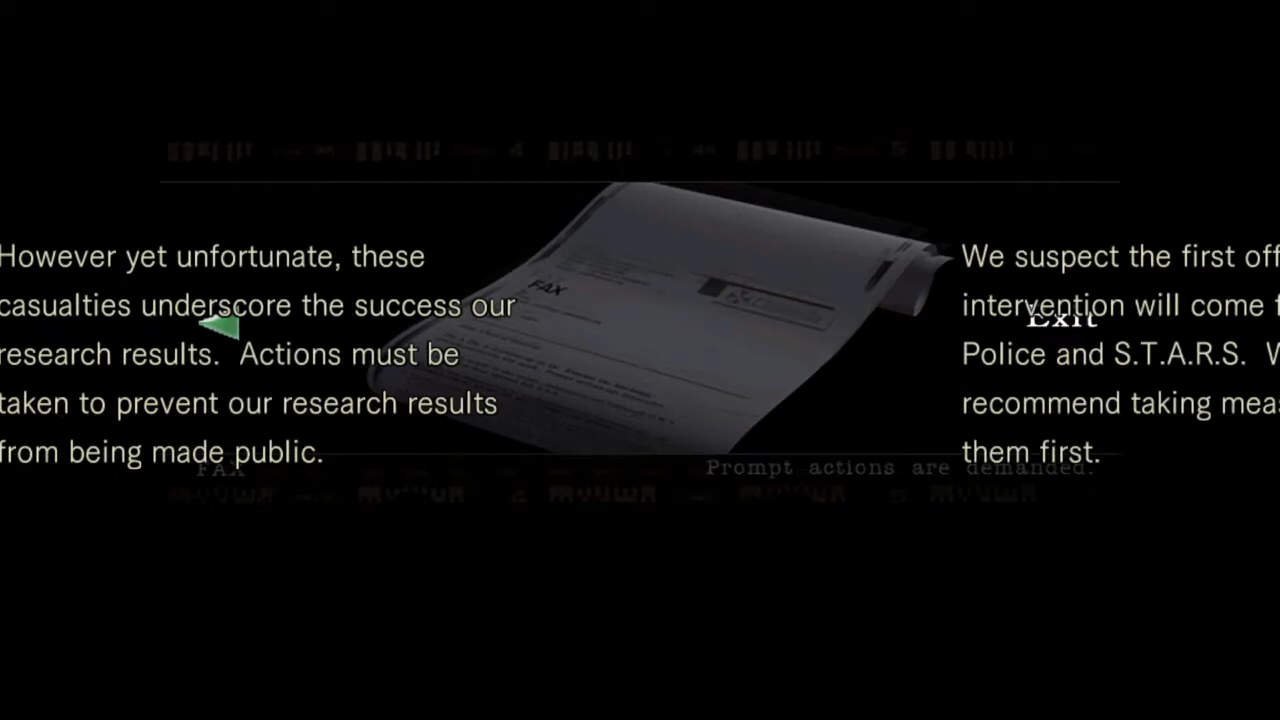 However yet unfortunate, these
casualties underscore the success our
research results.  Actions must be
taken to prevent our research results
from being made public.
We suspect the first off
intervention will come f
Police and S.T.A.R.S.  W
recommend taking meas
them first.
Exit
FAX
FAX
Prompt actions are demanded.